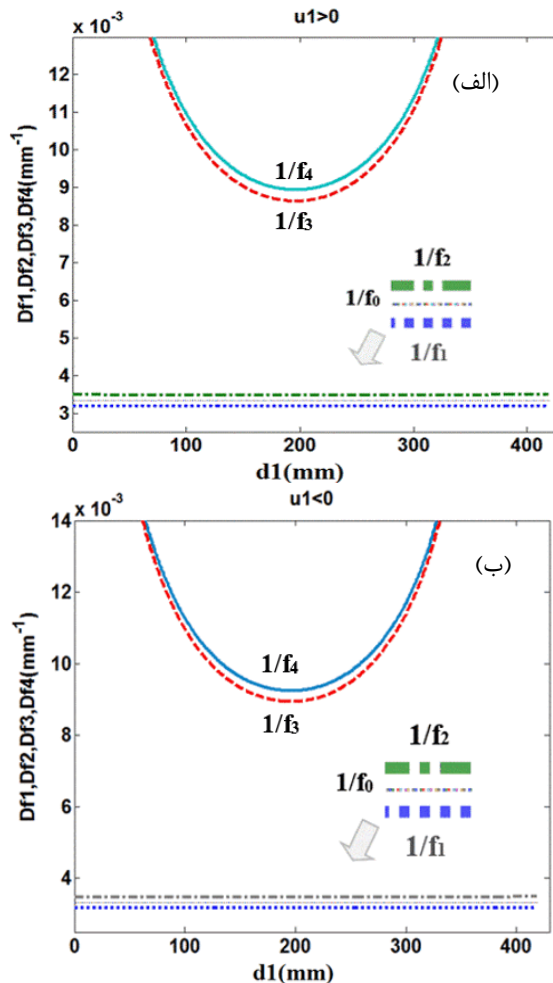 u1>0
x 10⁻³
(الف)
Df1,Df2,Df3,Df4(mm⁻¹)
12
11
10
9
8
7
6
5
4
3
1/f₄
1/f₃
1/f₂
1/f₀
1/f₁
0
100
200
300
400
d1(mm)
u1<0
x 10⁻³
(ب)
Df1,Df2,Df3,Df4(mm⁻¹)
14
12
10
8
6
4
1/f₄
1/f₃
1/f₂
1/f₀
1/f₁
0
100
200
300
400
d1(mm)